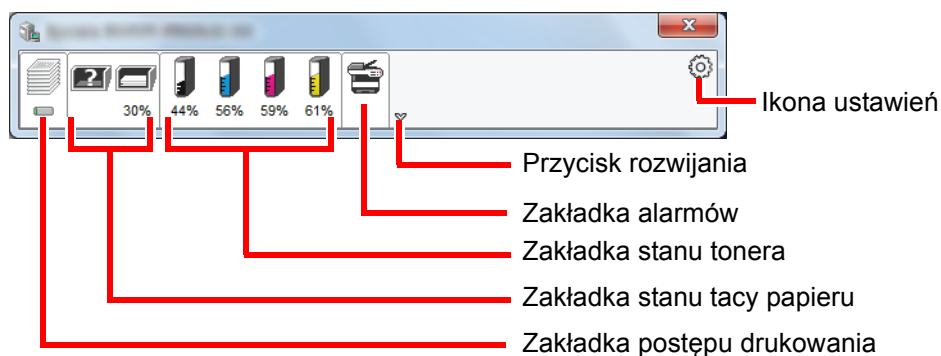 30% 44% 56% 59% 61%
Ikona ustawień
Przycisk rozwijania
Zakładka alarmów
Zakładka stanu tonera
Zakładka stanu tacy papieru
Zakładka postępu drukowania